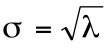 σ = √λ